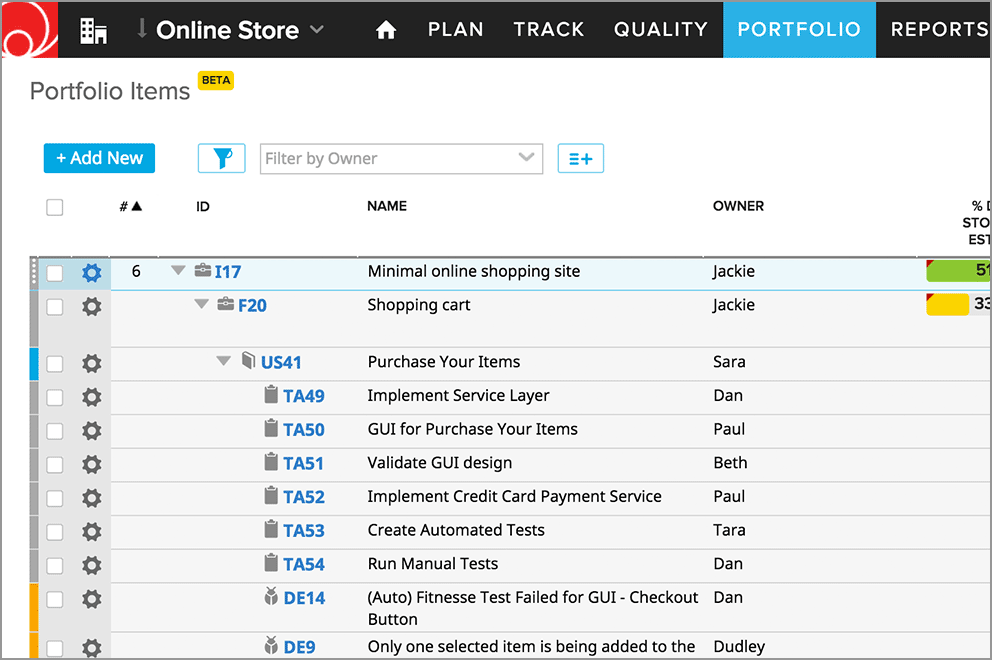 Online Store PLAN TRACK QUALITY PORTFOLIO REPORTS
Portfolio Items BETA
+ Add New Filter by Owner
# ID NAME OWNER % D
STO
EST
6 I17 Minimal online shopping site Jackie 51
F20 Shopping cart Jackie 33
US41 Purchase Your Items Sara
TA49 Implement Service Layer Dan
TA50 GUI for Purchase Your Items Paul
TA51 Validate GUI design Beth
TA52 Implement Credit Card Payment Service Paul
TA53 Create Automated Tests Tara
TA54 Run Manual Tests Dan
DE14 (Auto) Fitnesse Test Failed for GUI - Checkout Dan
Button
DE9 Only one selected item is being added to the Dudley